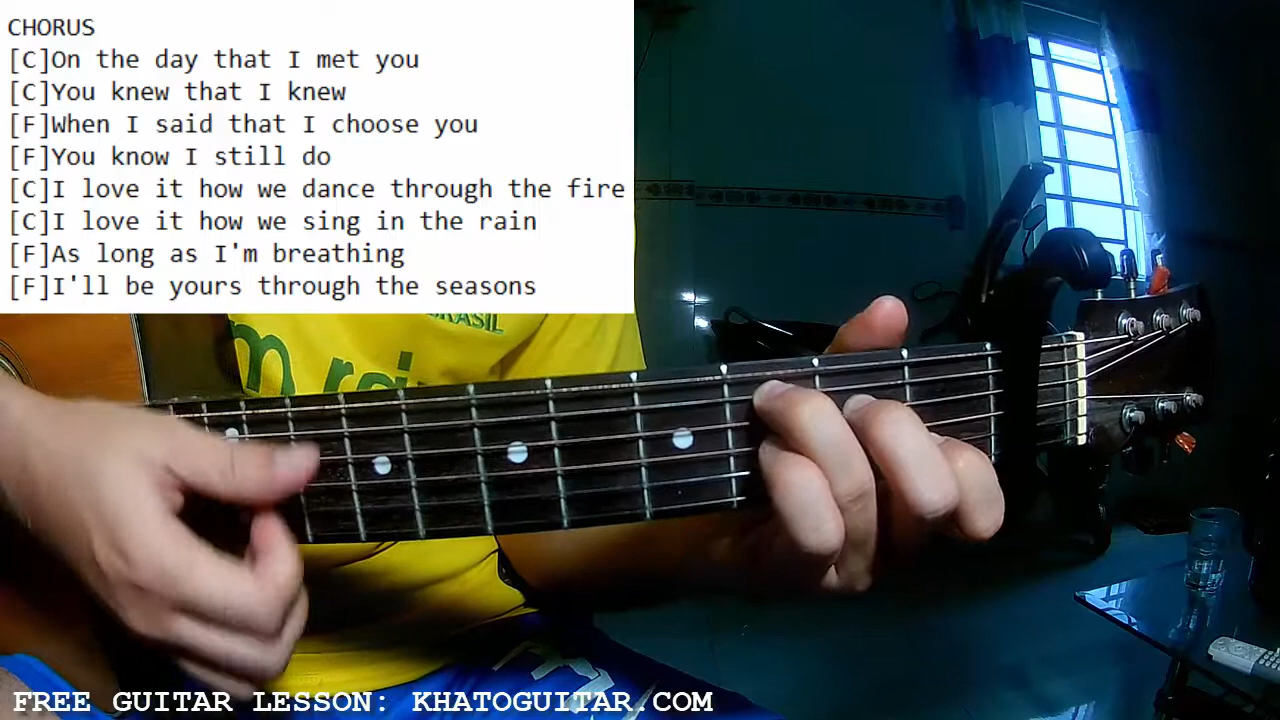 CHORUS
[C]On the day that I met you
[C]You knew that I knew
[F]When I said that I choose you
[F]You know I still do
[C]I love it how we dance through the fire
[C]I love it how we sing in the rain
[F]As long as I'm breathing
[F]I'll be yours through the seasons
BRASIL
FREE GUITAR LESSON: KHATOGUITAR.COM